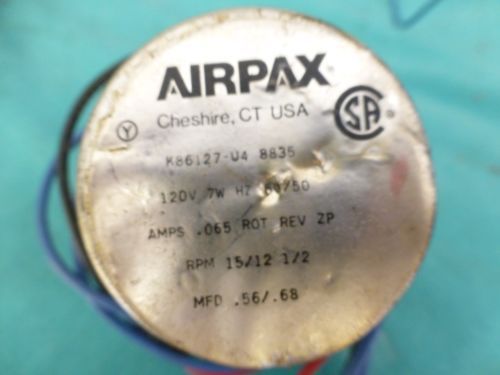 AIRPAX
Cheshire, CT USA
Y
SA
K86127-U4 8835
120V 7W HZ 60/50
AMPS .065 ROT REV ZP
RPM 15/12 1/2
MFD .56/.68